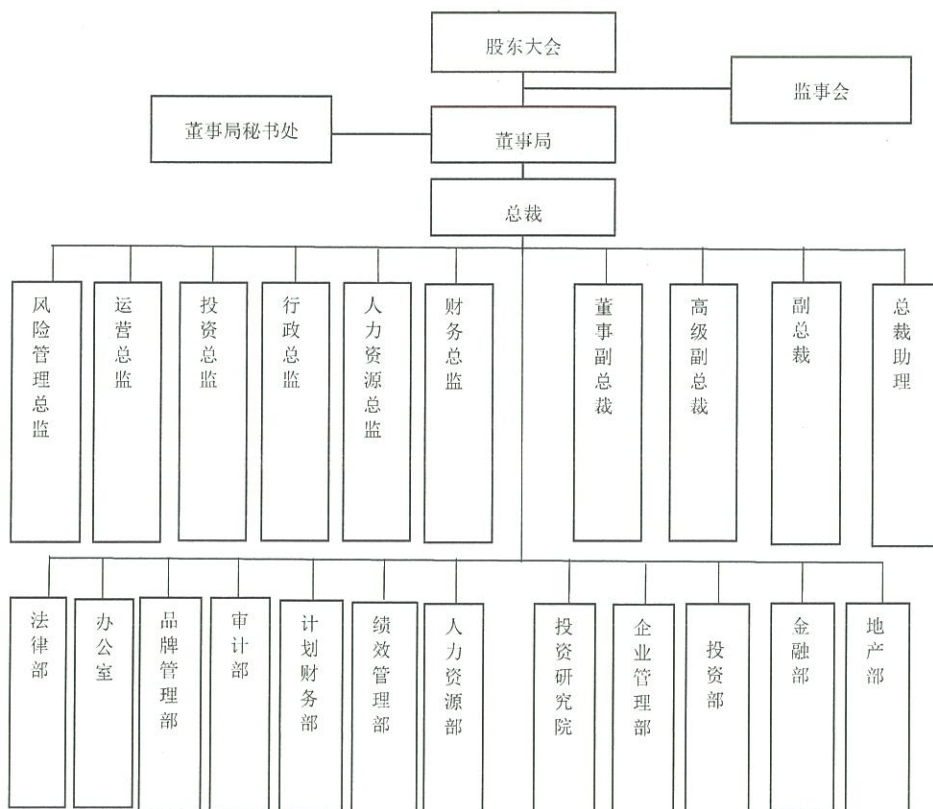 股东大会
监事会
董事局秘书处
董事局
总裁
风险管理总监
运营总监
投资总监
行政总监
人力资源总监
财务总监
董事副总裁
高级副总裁
副总裁
总裁助理
法律部
办公室
品牌管理部
审计部
计划财务部
绩效管理部
人力资源部
投资研究院
企业管理部
投资部
金融部
地产部